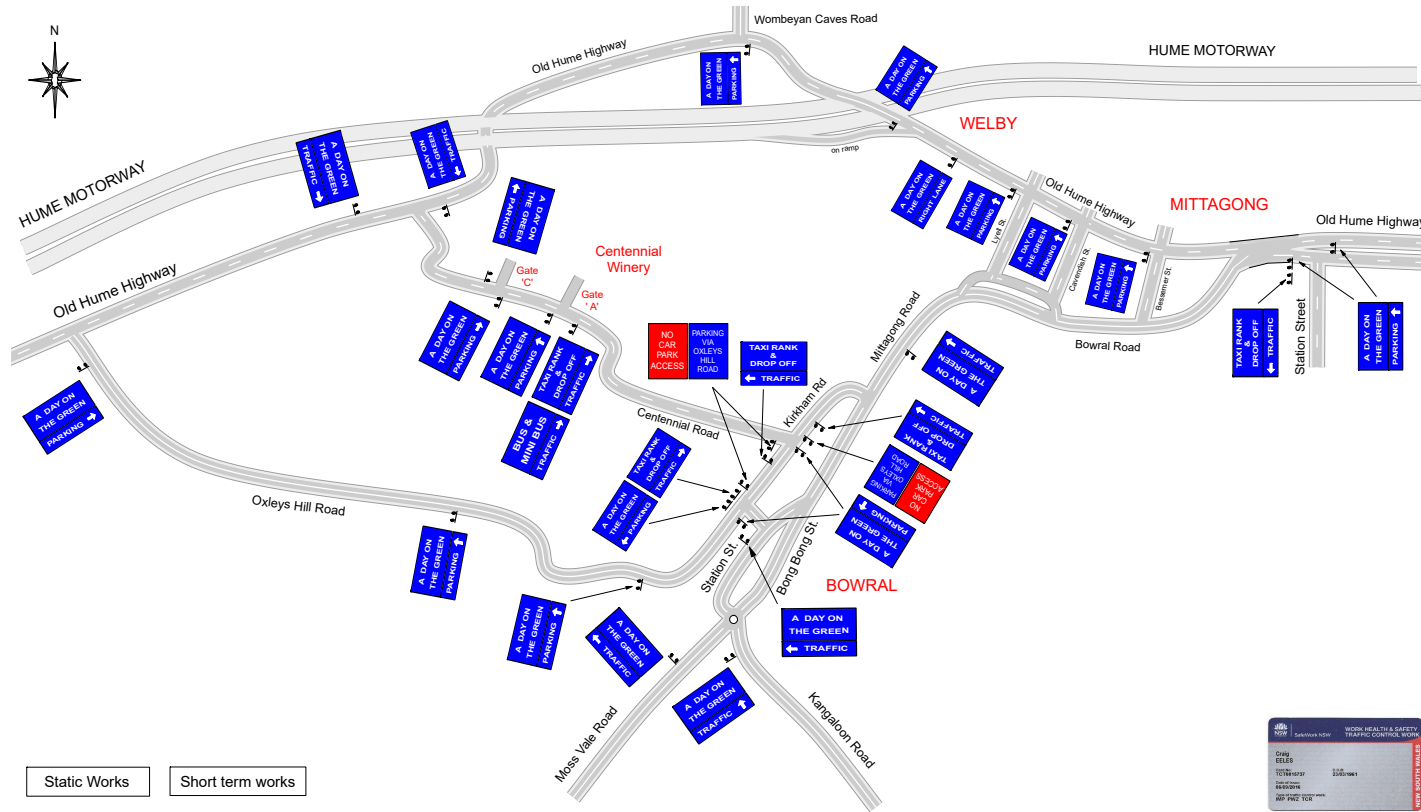 N
Wombeyan Caves Road
Old Hume Highway
HUME MOTORWAY
A DAY ON
THE GREEN
PARKING
A DAY ON
THE GREEN
PARKING
WELBY
on ramp
HUME MOTORWAY
A DAY ON
THE GREEN
TRAFFIC
A DAY ON
THE GREEN
TRAFFIC
A DAY ON
THE GREEN
PARKING
A DAY ON
THE GREEN
RIGHT LANE
A DAY ON
THE GREEN
PARKING
Lyell St.
Old Hume Highway
MITTAGONG
Old Hume Highway
A DAY ON
THE GREEN
PARKING
Cavendish St.
A DAY ON
THE GREEN
PARKING
Bessemer St.
Bowral Road
TAXI RANK
&
DROP OFF
TRAFFIC
Station Street
A DAY ON
THE GREEN
PARKING
Centennial
Winery
Gate
'C'
Gate
' A'
Old Hume Highway
A DAY ON
THE GREEN
PARKING
A DAY ON
THE GREEN
PARKING
TAXI RANK
&
DROP OFF
TRAFFIC
BUS &
MINI BUS
TRAFFIC
NO
CAR
PARK
ACCESS
PARKING
VIA
OXLEYS
HILL
ROAD
TAXI RANK
&
DROP OFF
TRAFFIC
Mittagong Road
A DAY ON
THE GREEN
TRAFFIC
Kirkham Rd
Centennial Road
A DAY ON
THE GREEN
PARKING
TAXI RANK
&
DROP OFF
TRAFFIC
TAXI RANK
&
DROP OFF
TRAFFIC
A DAY ON
THE GREEN
PARKING
NO
CAR
PARK
ACCESS
PARKING
VIA
OXLEYS
HILL
ROAD
A DAY ON
THE GREEN
PARKING
Oxleys Hill Road
A DAY ON
THE GREEN
PARKING
Station St.
Bong Bong St.
BOWRAL
A DAY ON
THE GREEN
PARKING
A DAY ON
THE GREEN
TRAFFIC
A DAY ON
THE GREEN
TRAFFIC
A DAY ON
THE GREEN
TRAFFIC
Moss Vale Road
Kangaloon Road
Static Works
Short term works
NSW
SafeWork NSW
WORK HEALTH & SAFETY
TRAFFIC CONTROL WORK
Craig
EELES
NEW SOUTH WALES